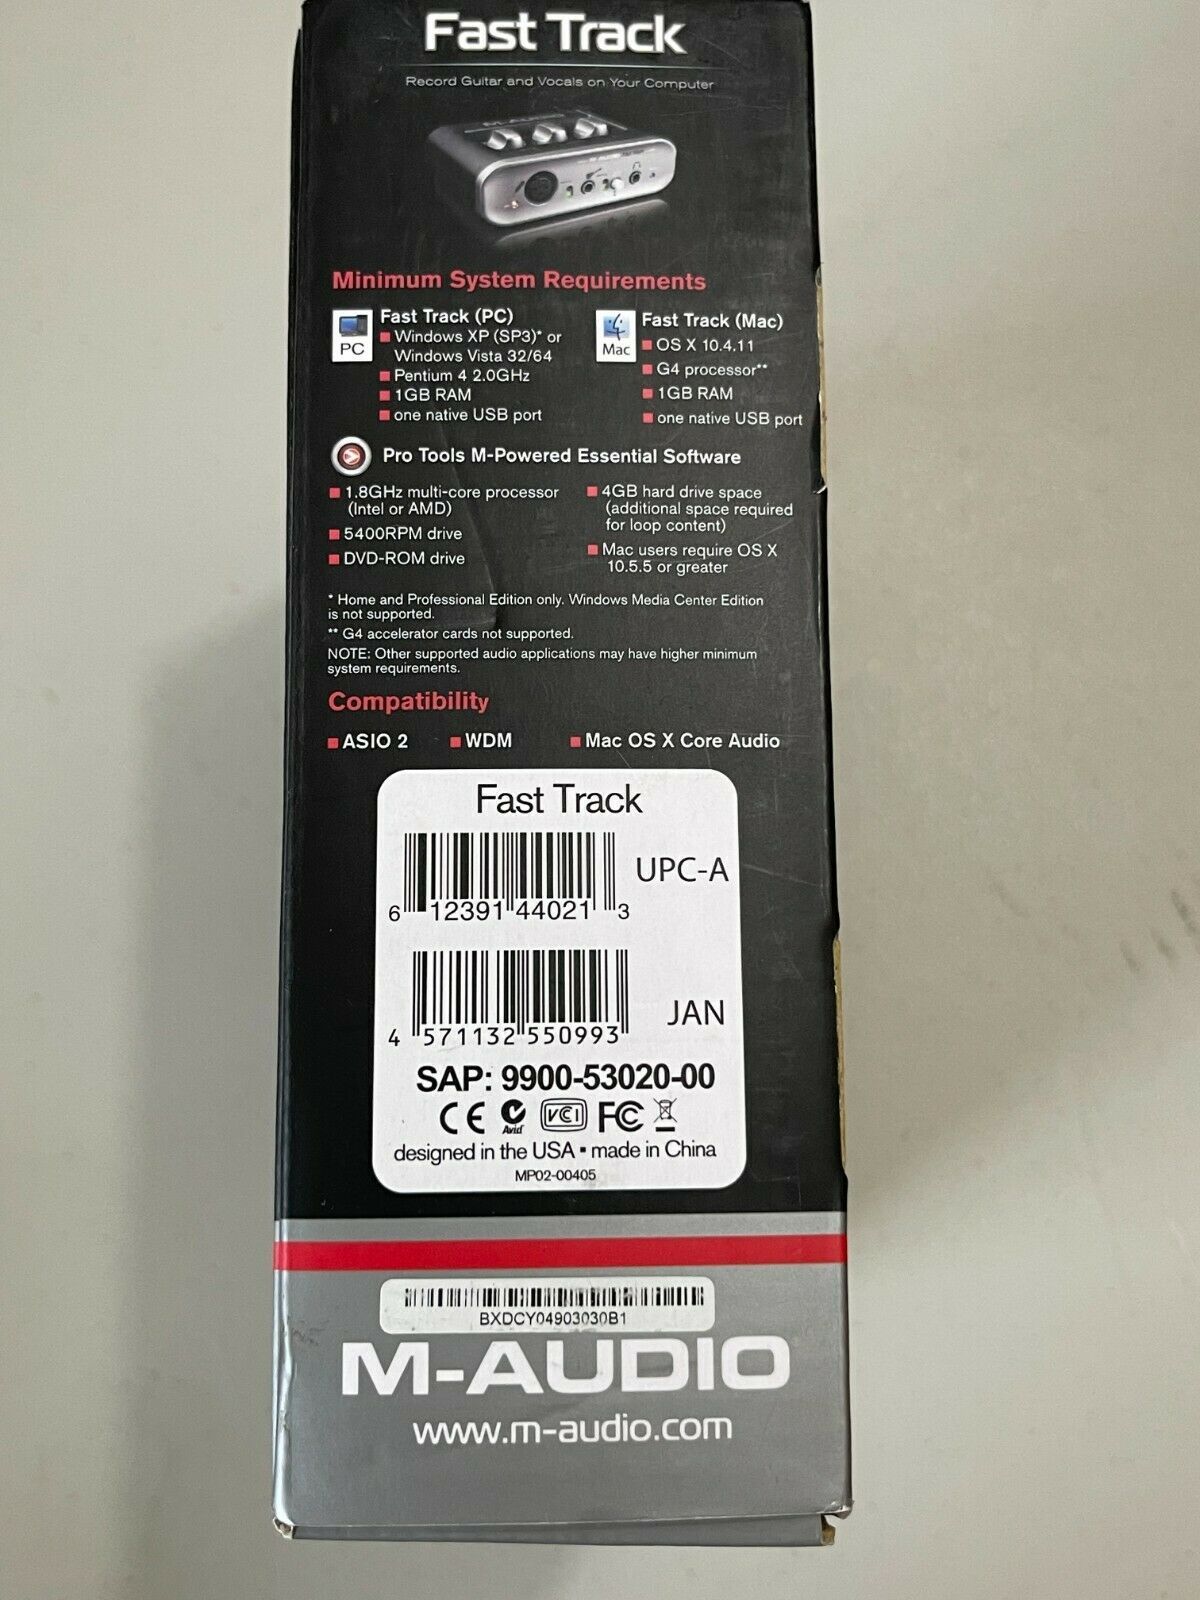 Fast Track
Record Guitar and Vocals on Your Computer
M-AUDIO
Minimum System Requirements
PC
Fast Track (PC)
Windows XP (SP3)* or
Windows Vista 32/64
Pentium 4 2.0GHz
1GB RAM
one native USB port
Mac
Fast Track (Mac)
OS X 10.4.11
G4 processor**
1GB RAM
one native USB port
Pro Tools M-Powered Essential Software
1.8GHz multi-core processor
(Intel or AMD)
5400RPM drive
DVD-ROM drive
4GB hard drive space
(additional space required
for loop content)
Mac users require OS X
10.5.5 or greater
* Home and Professional Edition only. Windows Media Center Edition
is not supported.
** G4 accelerator cards not supported.
NOTE: Other supported audio applications may have higher minimum
system requirements.
Compatibility
ASIO 2 WDM Mac OS X Core Audio
Fast Track
UPC-A
6 12391 44021 3
JAN
4 571132 550993
SAP: 9900-53020-00
CE Avid VCI FC
designed in the USA ▪ made in China
MP02-00405
BXDCY04903030B1
M-AUDIO
www.m-audio.com